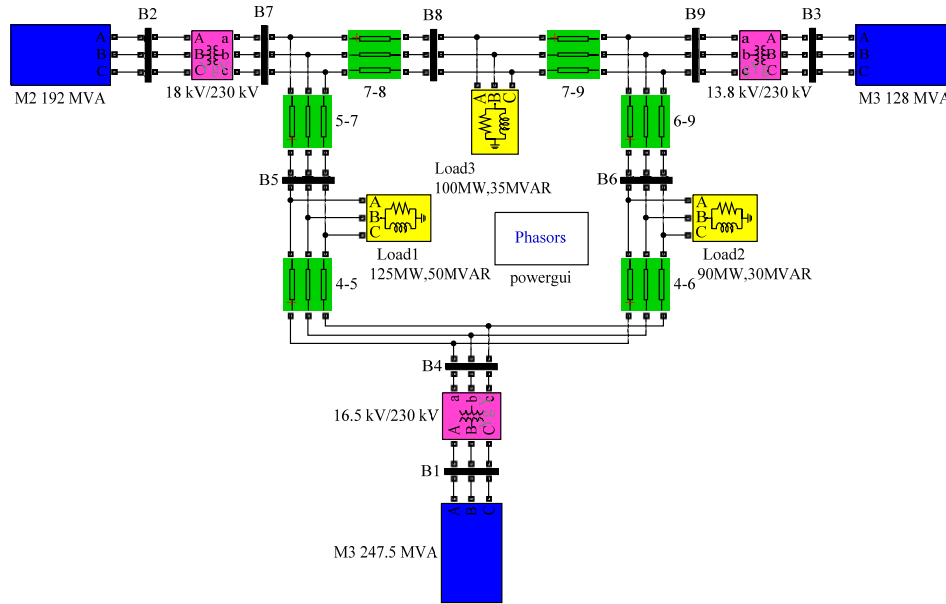 B2
B7
B8
B9
B3
A
B
C
A
B
C
a
b
c
a
b
c
A
B
C
A
B
C
M2 192 MVA
18 kV/230 kV
7-8
7-9
13.8 kV/230 kV
M3 128 MVA
A
B
C
5-7
6-9
Load3
100MW,35MVAR
B5
B6
A
B
C
A
B
C
Phasors
Load1
125MW,50MVAR
powergui
Load2
90MW,30MVAR
4-5
4-6
B4
a
b
c
16.5 kV/230 kV
A
B
C
B1
A
B
C
M3 247.5 MVA